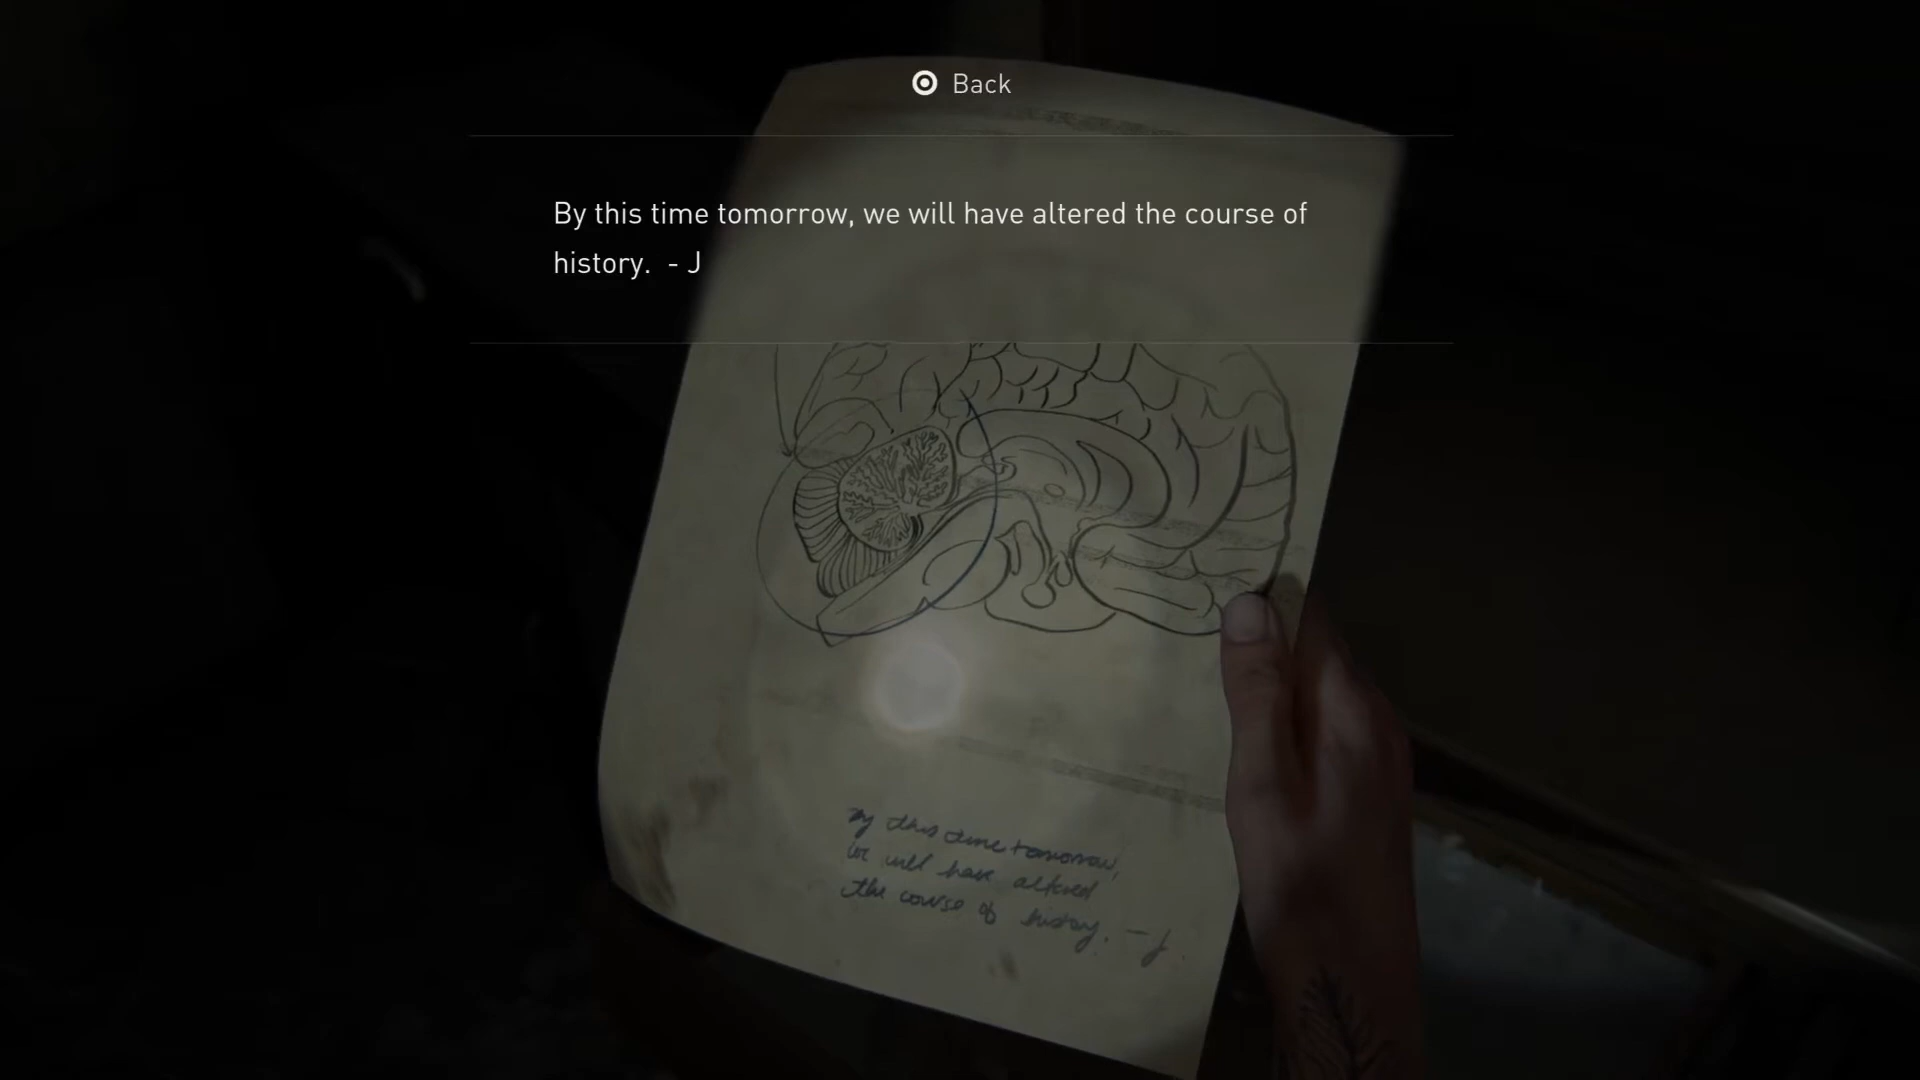 Back
By this time tomorrow, we will have altered the course of
history. - J
By this time tomorrow,
we will have altered
the course of history. - J.